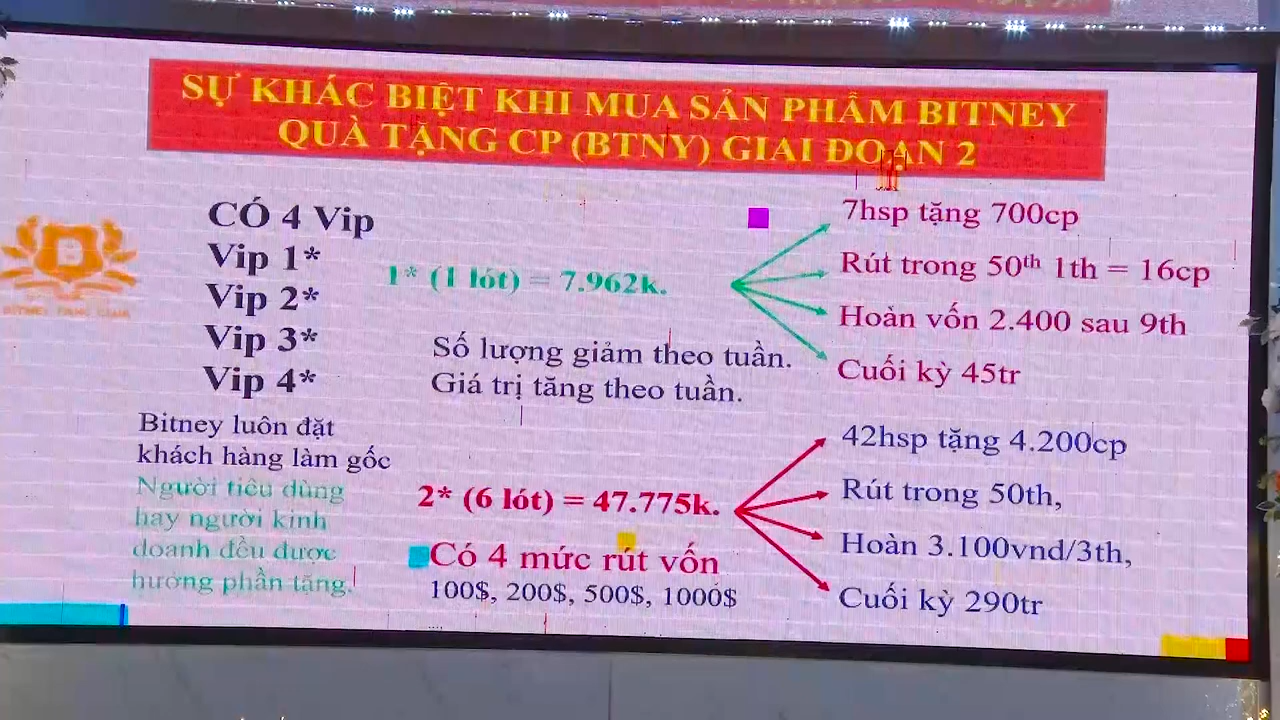 SỰ KHÁC BIỆT KHI MUA SẢN PHẨM BITNEY
QUÀ TẶNG CP (BTNY) GIAI ĐOẠN 2
CÓ 4 Vip
Vip 1*
Vip 2*
Vip 3*
Vip 4*
1* (1 lót) = 7.962k.
7hsp tặng 700cp
Rút trong 50th 1th = 16cp
Hoàn vốn 2.400 sau 9th
Cuối kỳ 45tr
Số lượng giảm theo tuần.
Giá trị tăng theo tuần.
Bitney luôn đặt
khách hàng làm gốc
Người tiêu dùng
hay người kinh
doanh đều được
hưởng phần tặng.
2* (6 lót) = 47.775k.
42hsp tặng 4.200cp
Rút trong 50th,
Hoàn 3.100vnd/3th,
Cuối kỳ 290tr
Có 4 mức rút vốn
100$, 200$, 500$, 1000$